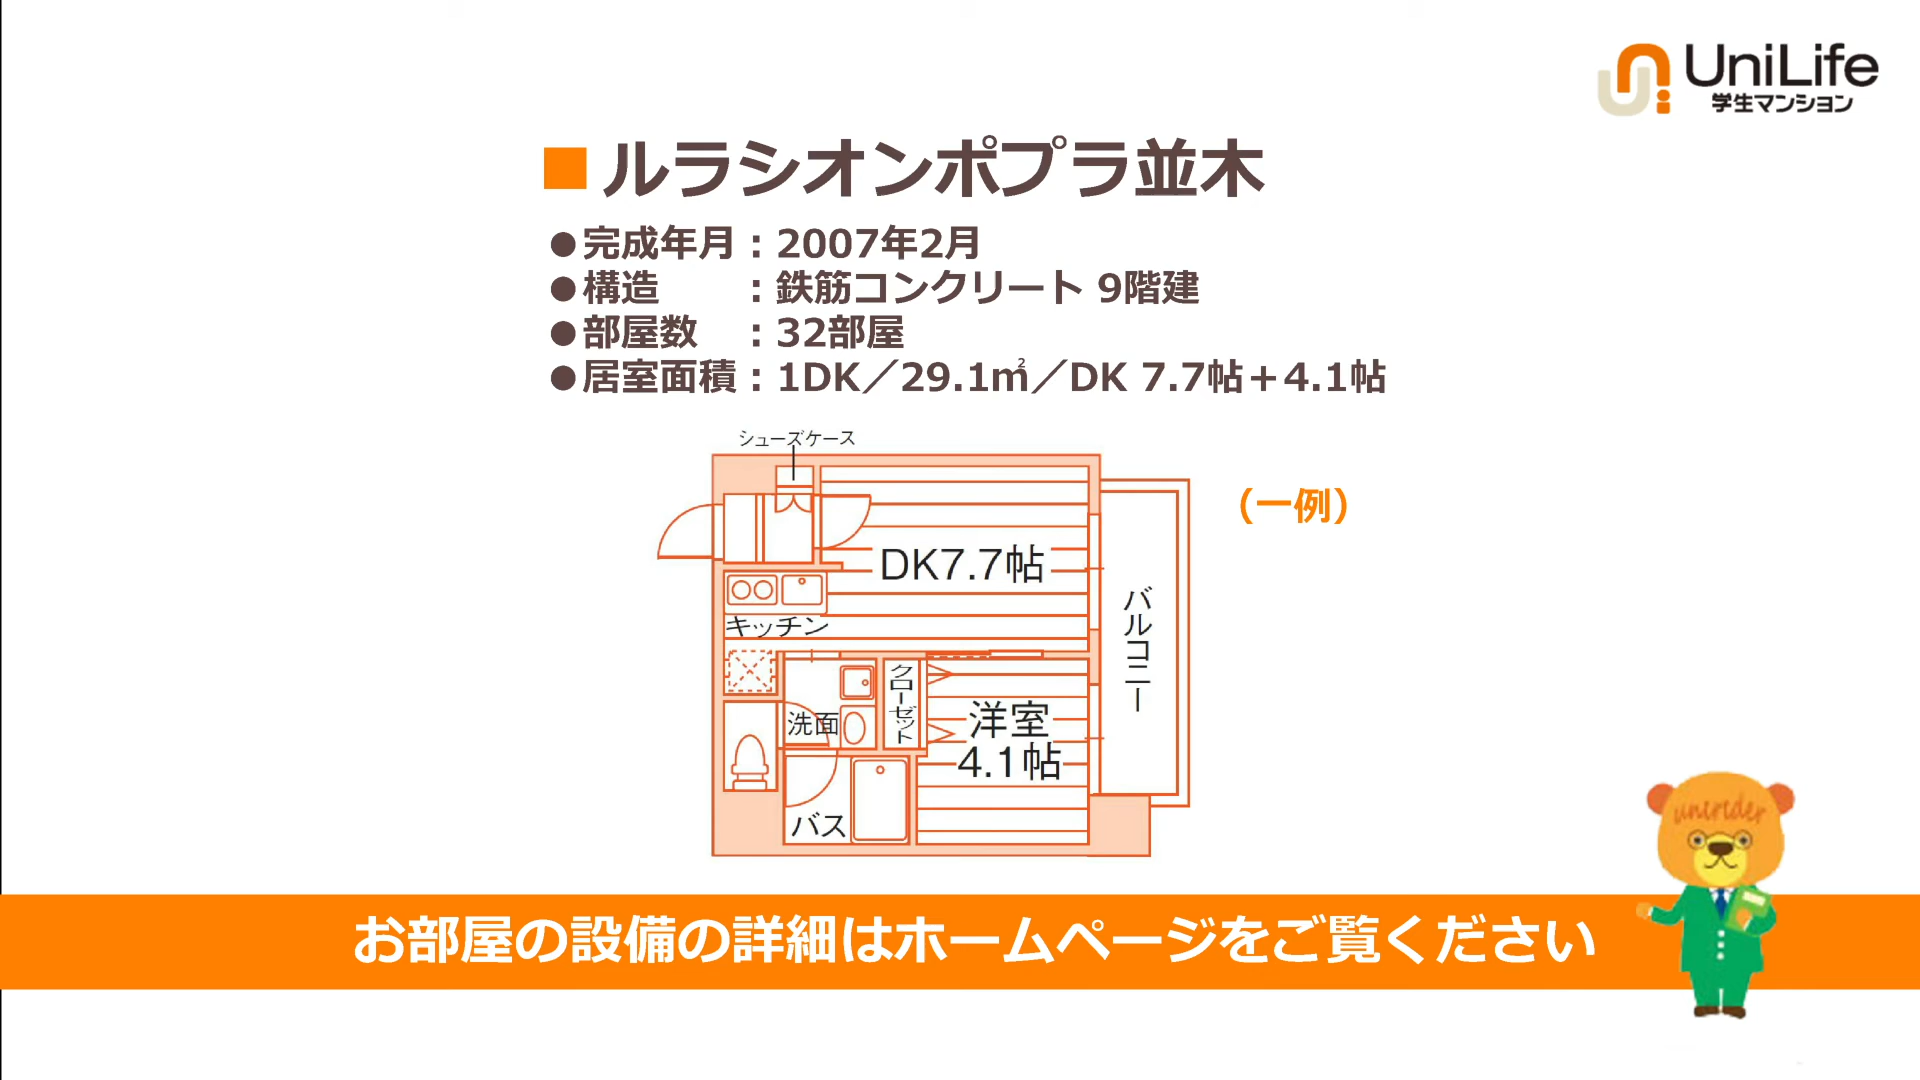 UniLife
学生マンション
■ルラシオンポプラ並木
●完成年月：2007年2月
●構造　　：鉄筋コンクリート 9階建
●部屋数　：32部屋
●居室面積：1DK／29.1㎡／DK 7.7帖＋4.1帖
シューズケース
（一例）
DK7.7帖
キッチン
バルコニー
クローゼット
洗面
洋室
4.1帖
バス
unirider
お部屋の設備の詳細はホームページをご覧ください